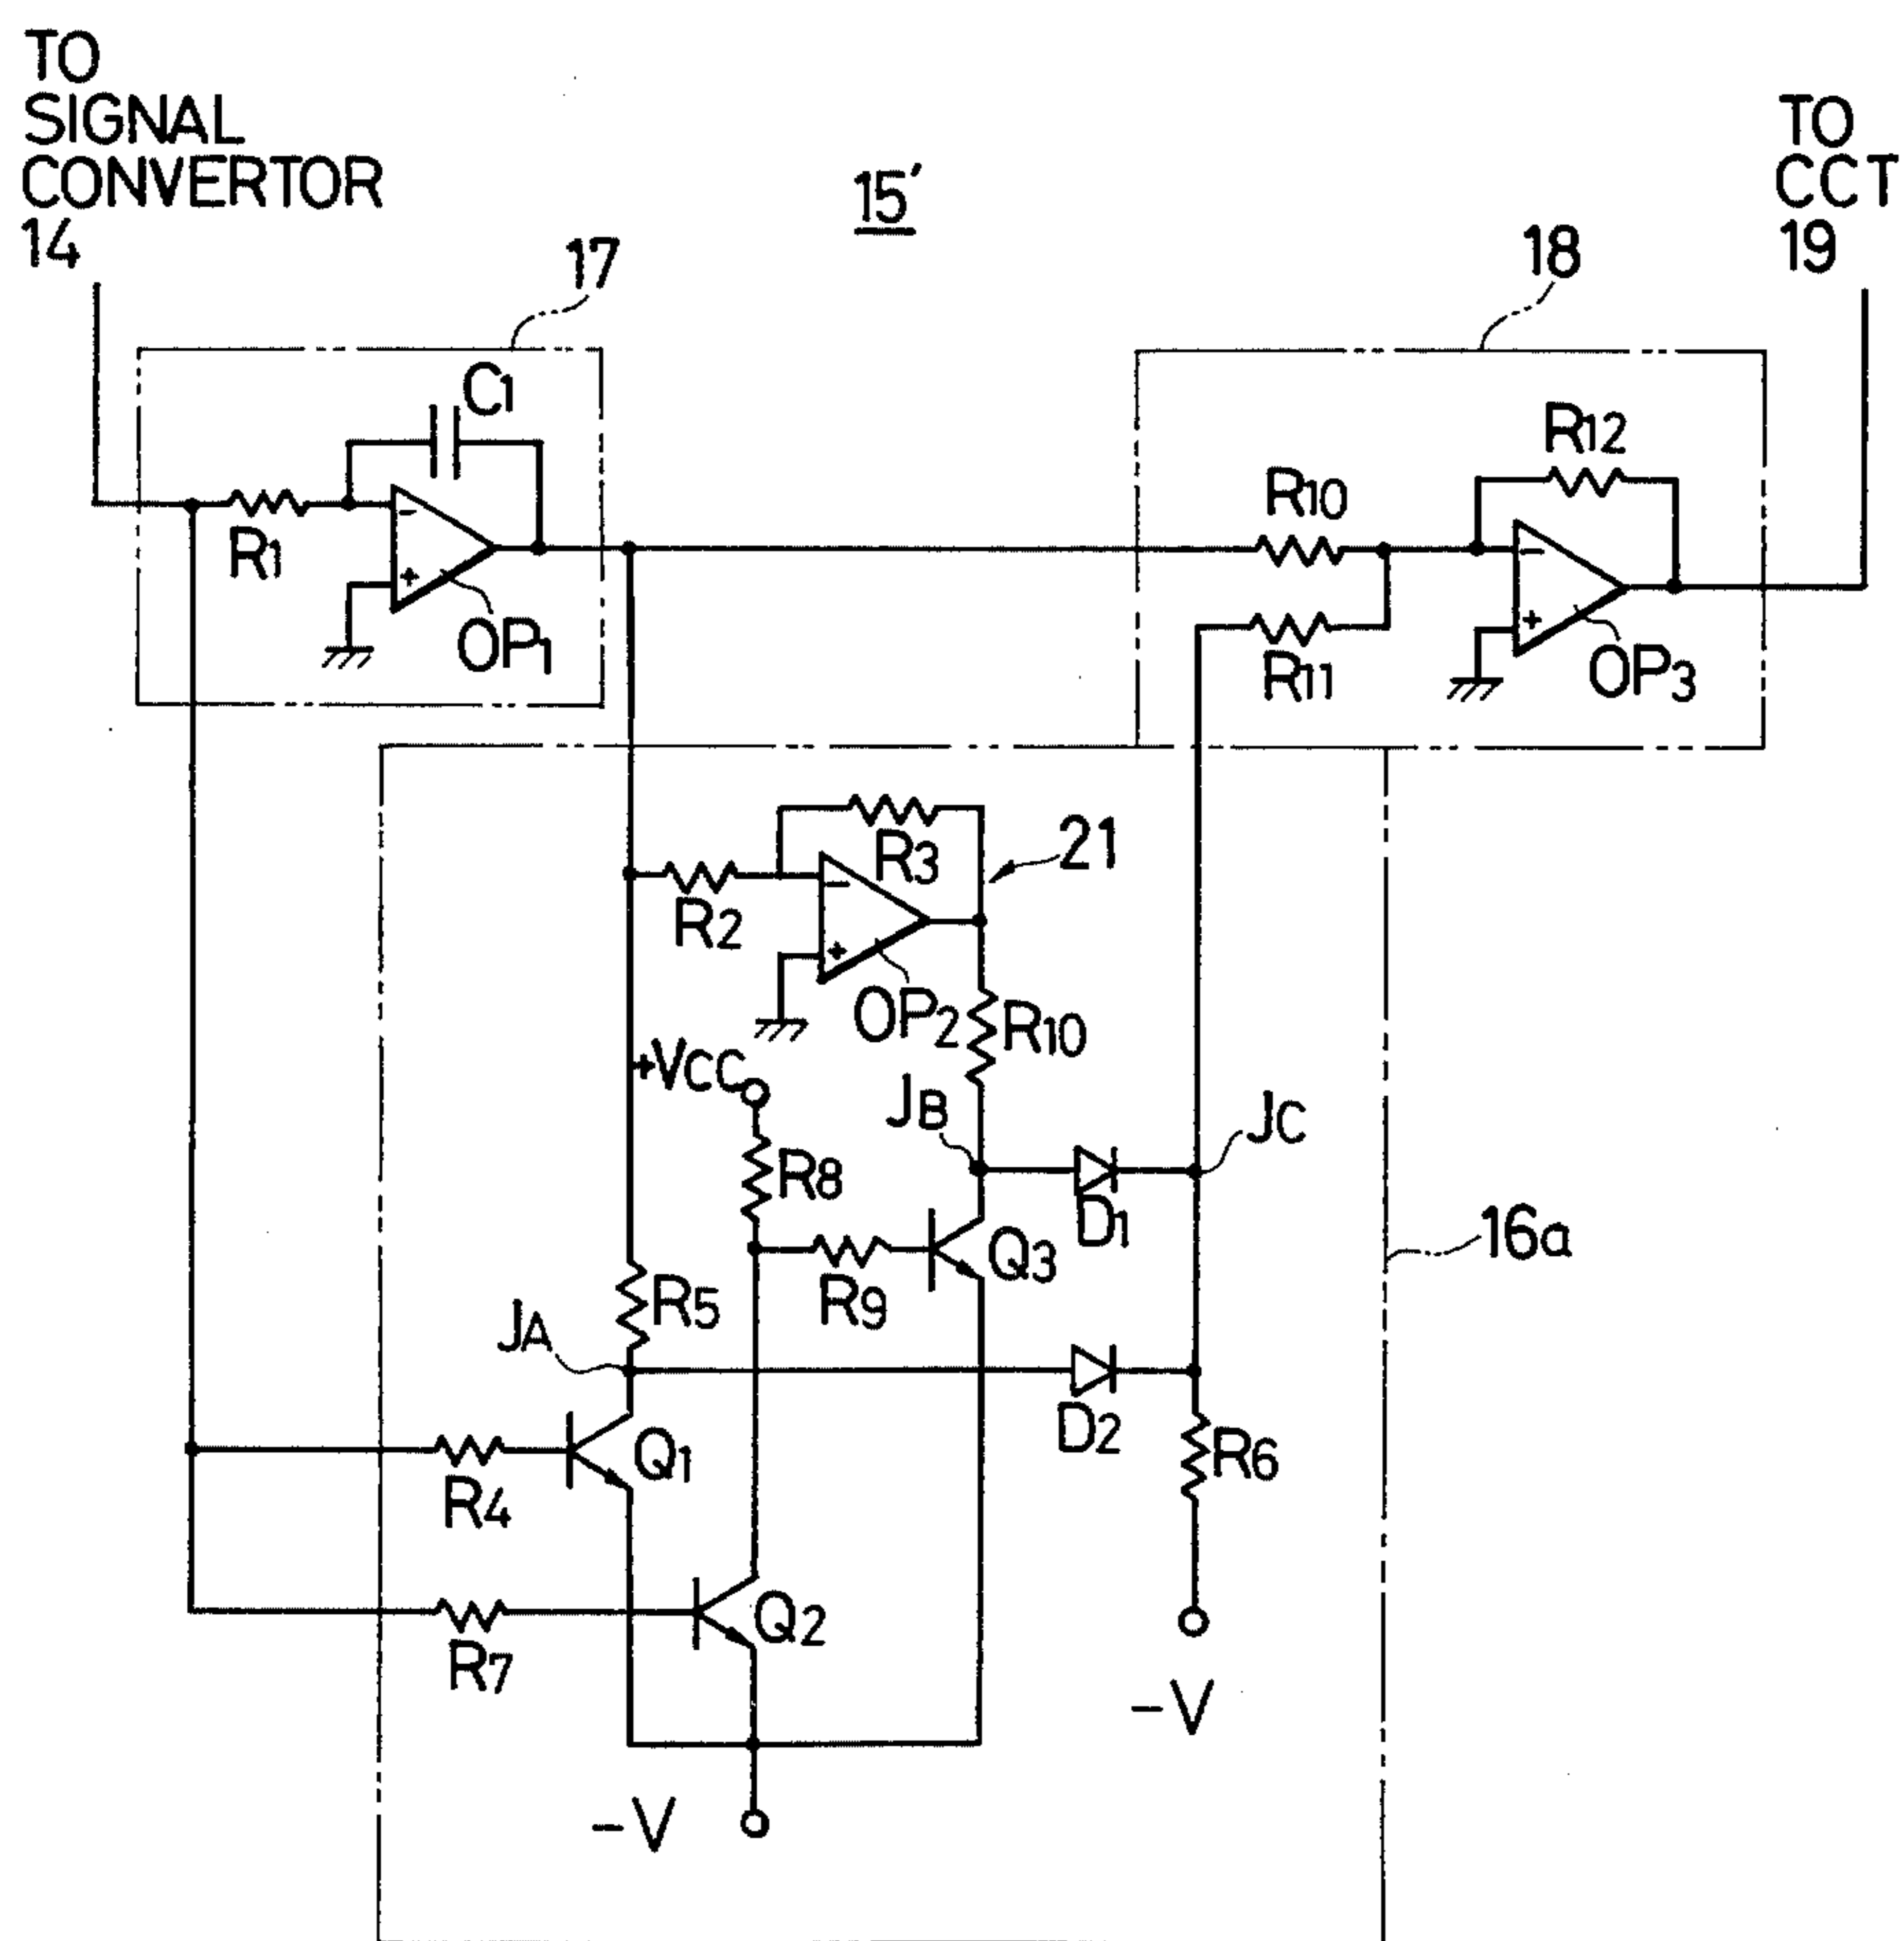 TO
SIGNAL
CONVERTOR
14
15'
TO
CCT
19
17
18
C1
R12
R10
R1
- 
+
OP1
R11
-
+
OP3
R3
21
R2
-
+
OP2
R10
+VCC
JB
JC
R8
D1
16a
Q3
R9
R5
JA
D2
Q1
R6
R4
Q2
R7
-V
-V